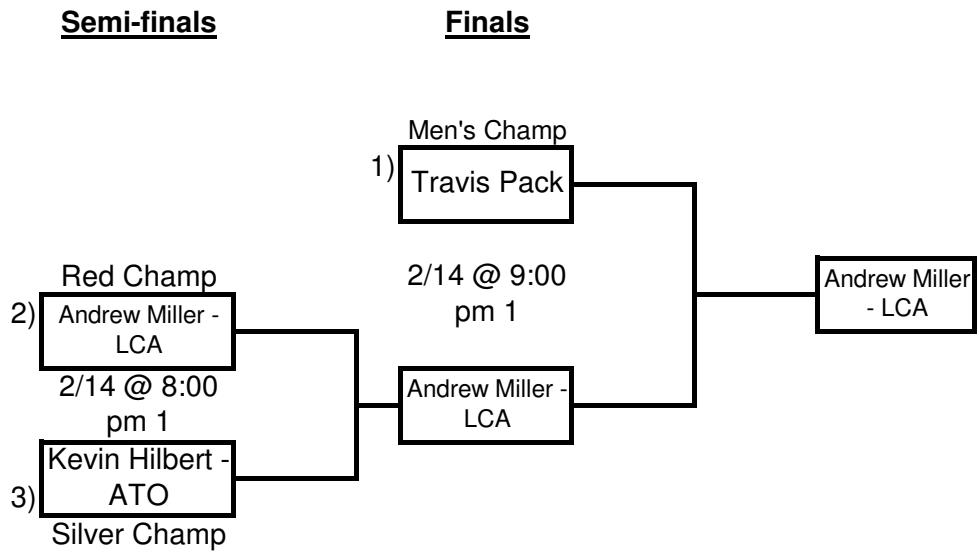 Semi-finals
Finals
Men's Champ
1)
Travis Pack
Red Champ
2)
Andrew Miller -
LCA
2/14 @ 8:00
pm 1
3)
Kevin Hilbert -
ATO
Silver Champ
2/14 @ 9:00
pm 1
Andrew Miller -
LCA
Andrew Miller
- LCA